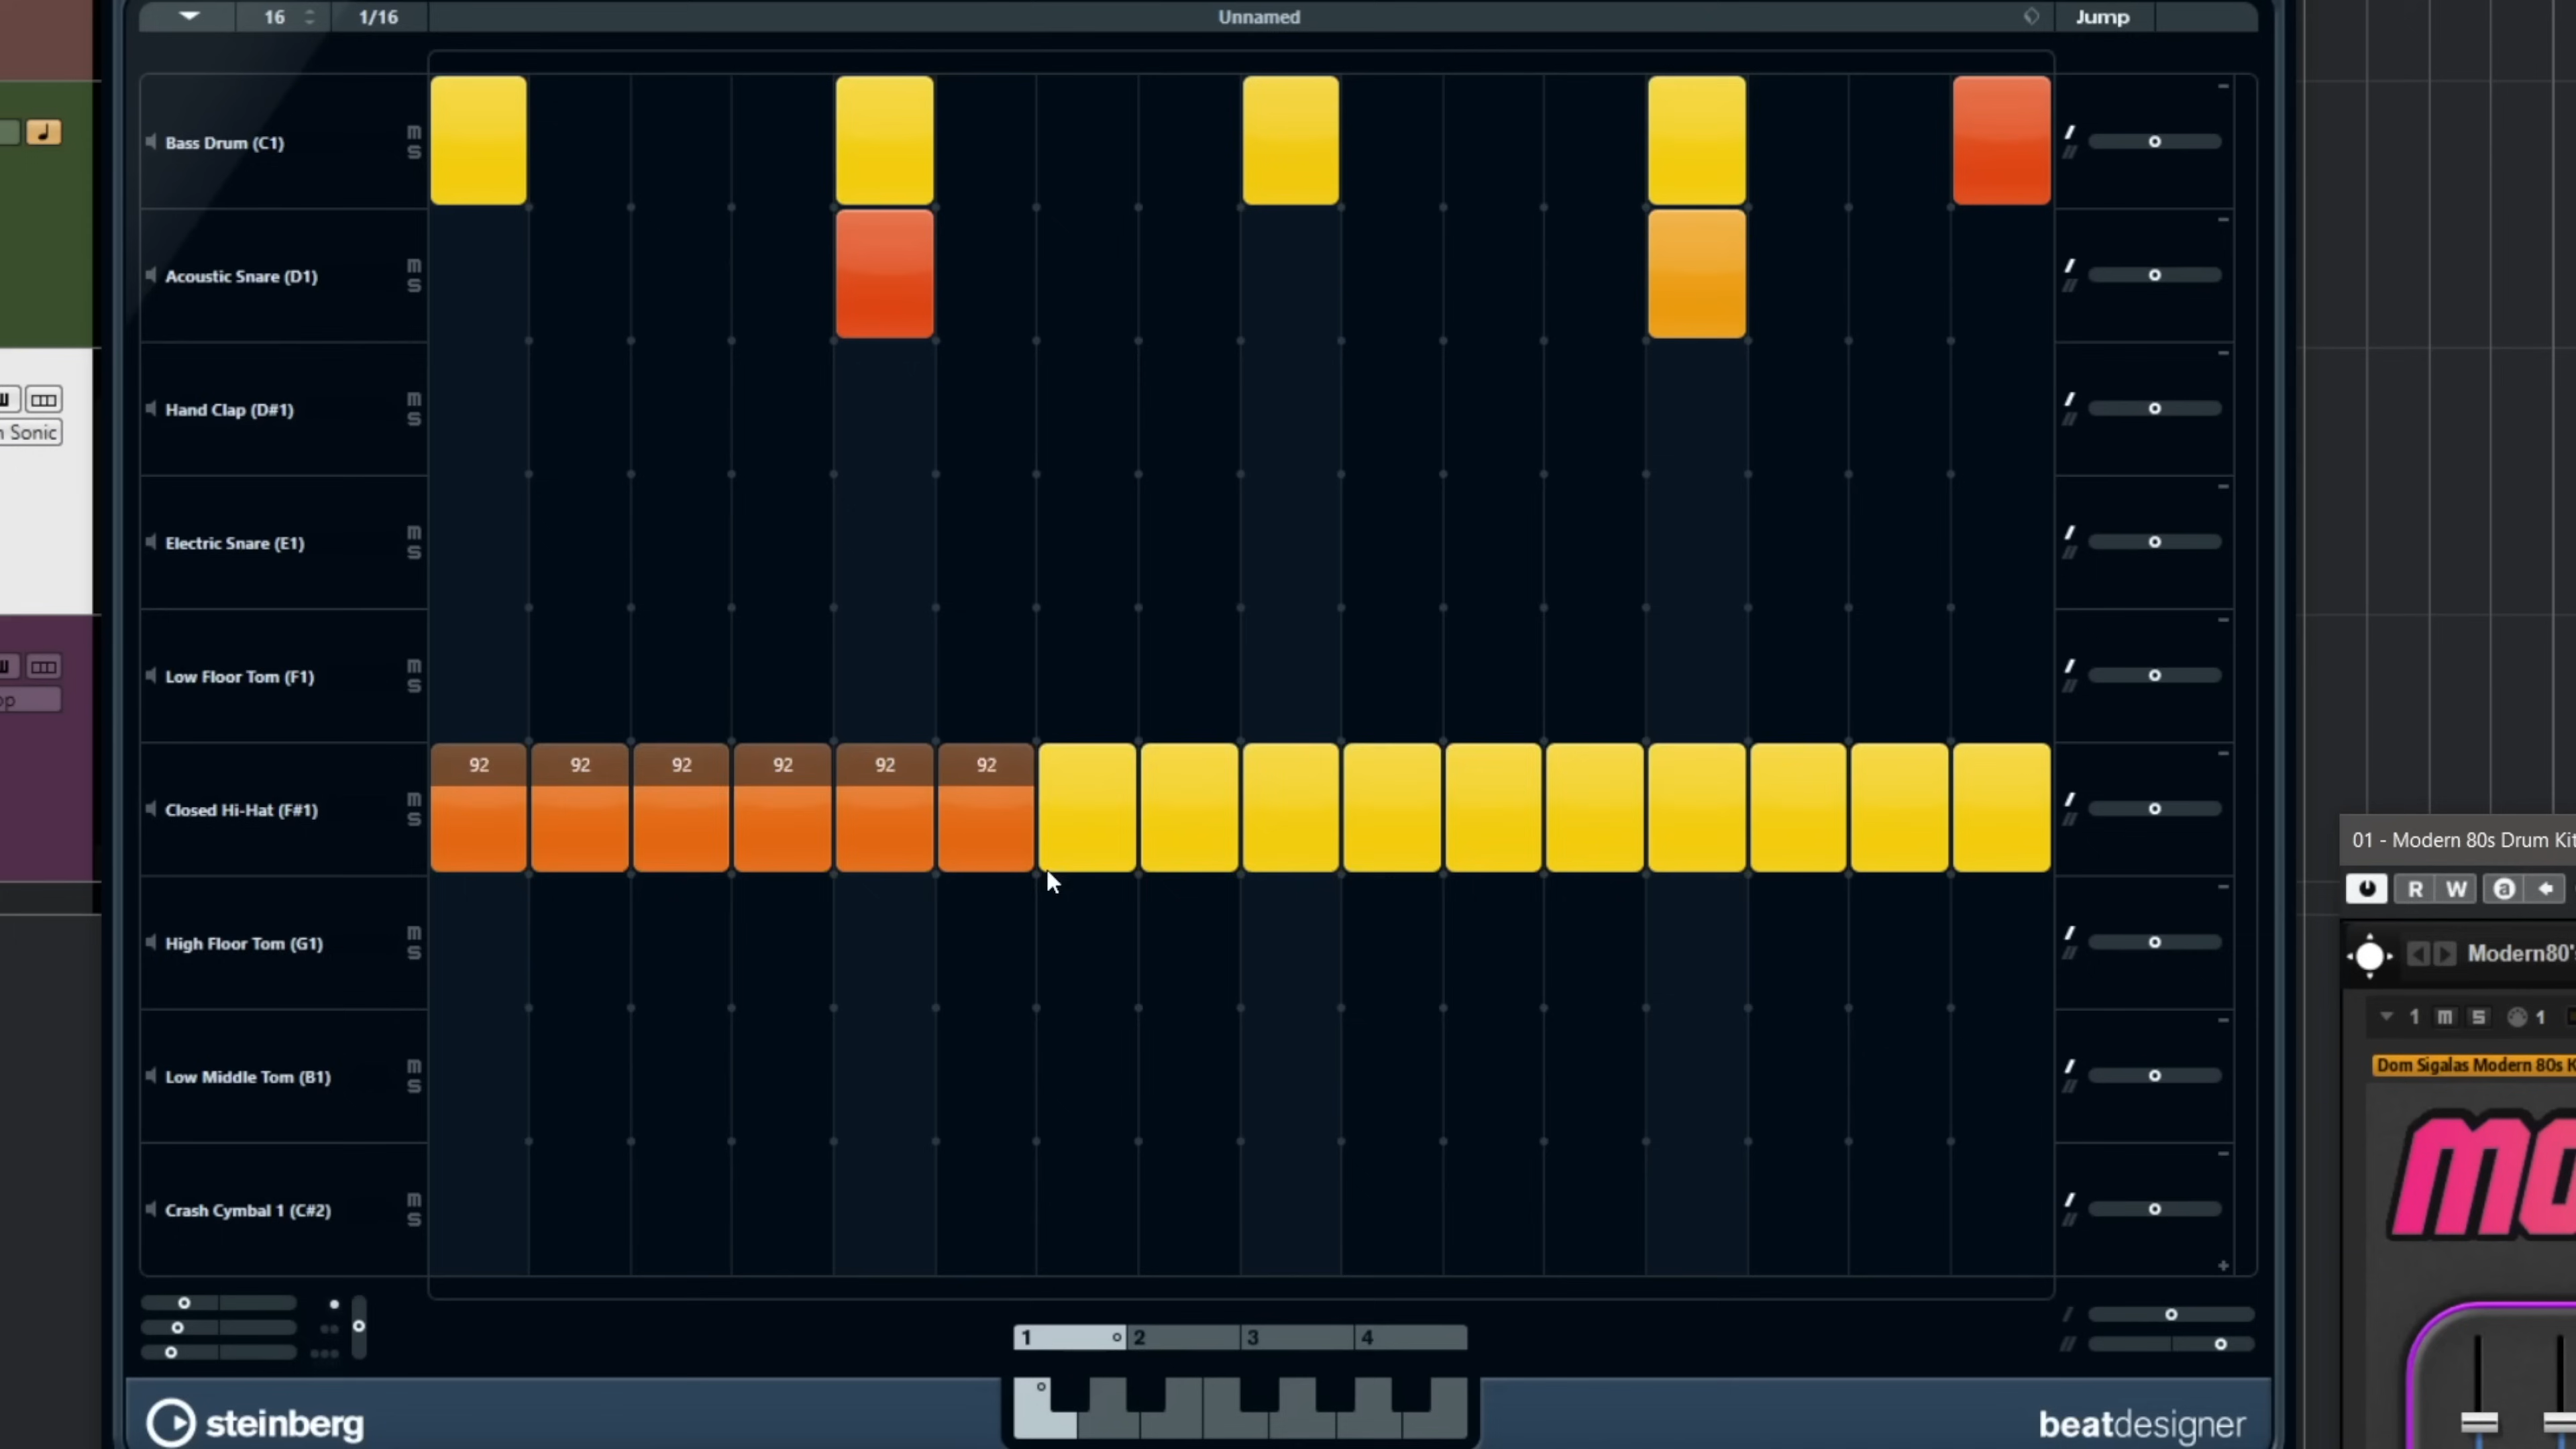 16
1/16
Unnamed
Jump
Bass Drum (C1)
m
S
Acoustic Snare (D1)
m
S
Hand Clap (D#1)
m
S
Sonic
Electric Snare (E1)
m
S
Low Floor Tom (F1)
m
S
92 92 92 92 92 92
Closed Hi-Hat (F#1)
m
S
01 - Modern 80s Drum Kit
R W a
High Floor Tom (G1)
m
S
Modern80'
1 m S 1
Low Middle Tom (B1)
m
S
Dom Sigalas Modern 80s K
MO
Crash Cymbal 1 (C#2)
m
S
1 2 3 4
steinberg
beatdesigner